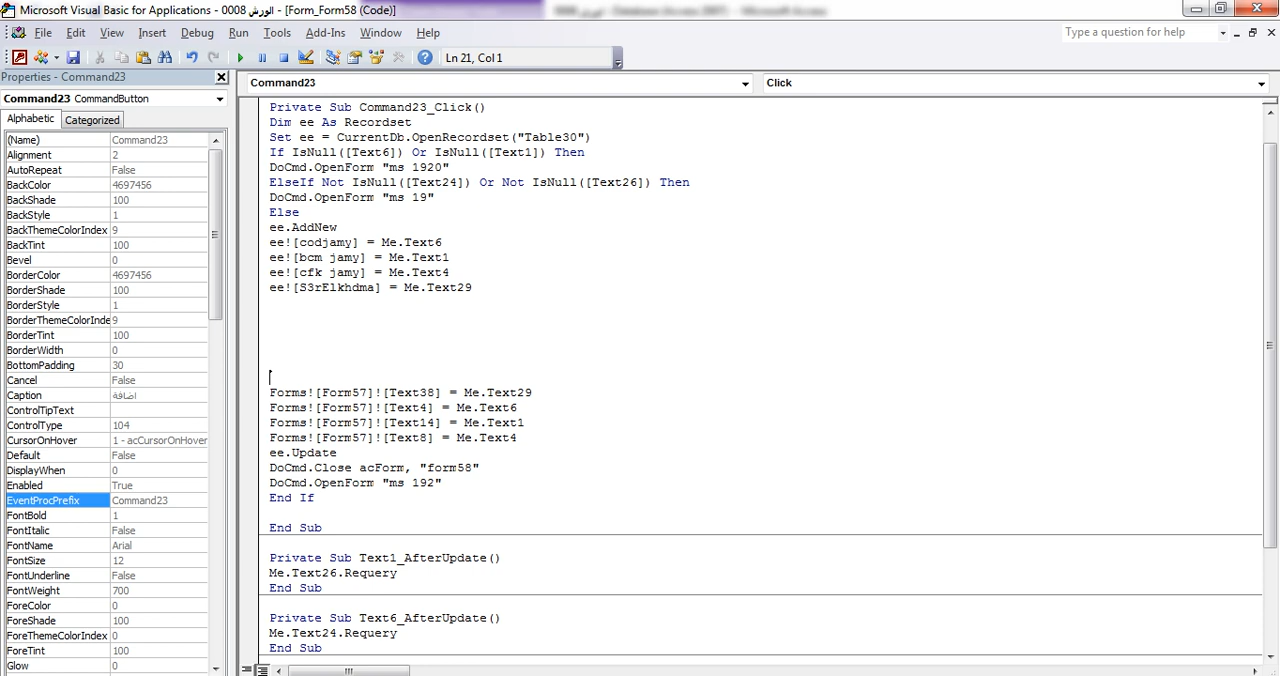 Microsoft Visual Basic for Applications - 0008 الورش - [Form_Form58 (Code)]
File Edit View Insert Debug Run Tools Add-Ins Window Help
Type a question for help
Ln 21, Col 1
Properties - Command23
Command23 CommandButton
Alphabetic Categorized
(Name) Command23
Alignment 2
AutoRepeat False
BackColor 4697456
BackShade 100
BackStyle 1
BackThemeColorIndex 9
BackTint 100
Bevel 0
BorderColor 4697456
BorderShade 100
BorderStyle 1
BorderThemeColorInde 9
BorderTint 100
BorderWidth 0
BottomPadding 30
Cancel False
Caption اضافة
ControlTipText
ControlType 104
CursorOnHover 1 - acCursorOnHover
Default False
DisplayWhen 0
Enabled True
EventProcPrefix Command23
FontBold 1
FontItalic False
FontName Arial
FontSize 12
FontUnderline False
FontWeight 700
ForeColor 0
ForeShade 100
ForeThemeColorIndex 0
ForeTint 100
Glow 0
Command23 Click
Private Sub Command23_Click()
Dim ee As Recordset
Set ee = CurrentDb.OpenRecordset("Table30")
If IsNull([Text6]) Or IsNull([Text1]) Then
DoCmd.OpenForm "ms 1920"
ElseIf Not IsNull([Text24]) Or Not IsNull([Text26]) Then
DoCmd.OpenForm "ms 19"
Else
ee.AddNew
ee![codjamy] = Me.Text6
ee![bcm jamy] = Me.Text1
ee![cfk jamy] = Me.Text4
ee![S3rElkhdma] = Me.Text29
Forms![Form57]![Text38] = Me.Text29
Forms![Form57]![Text4] = Me.Text6
Forms![Form57]![Text14] = Me.Text1
Forms![Form57]![Text8] = Me.Text4
ee.Update
DoCmd.Close acForm, "form58"
DoCmd.OpenForm "ms 192"
End If
End Sub
Private Sub Text1_AfterUpdate()
Me.Text26.Requery
End Sub
Private Sub Text6_AfterUpdate()
Me.Text24.Requery
End Sub